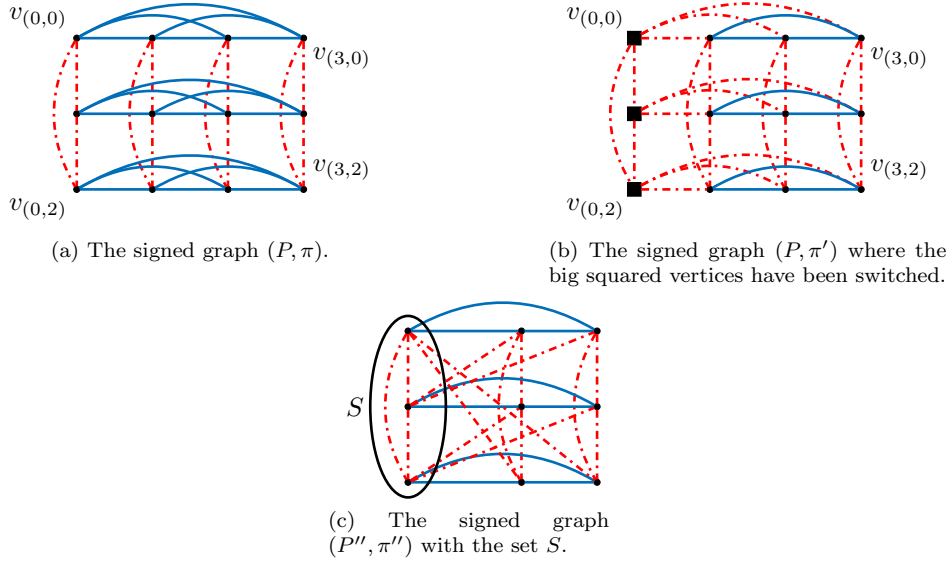 v_{(0,0)}
v_{(3,0)}
v_{(3,2)}
v_{(0,2)}
(a) The signed graph (P, π).
v_{(0,0)}
v_{(3,0)}
v_{(3,2)}
v_{(0,2)}
(b) The signed graph (P, π′) where the
big squared vertices have been switched.
S
(c) The signed graph
(P′′, π′′) with the set S.